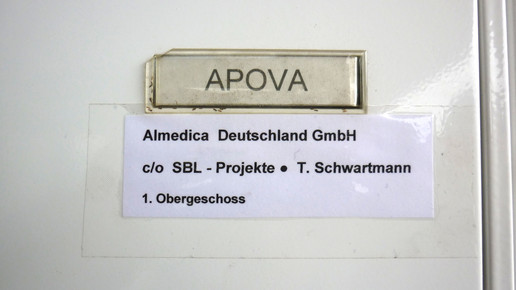 APOVA
Almedica Deutschland GmbH
c/o SBL - Projekte ● T. Schwartmann
1. Obergeschoss